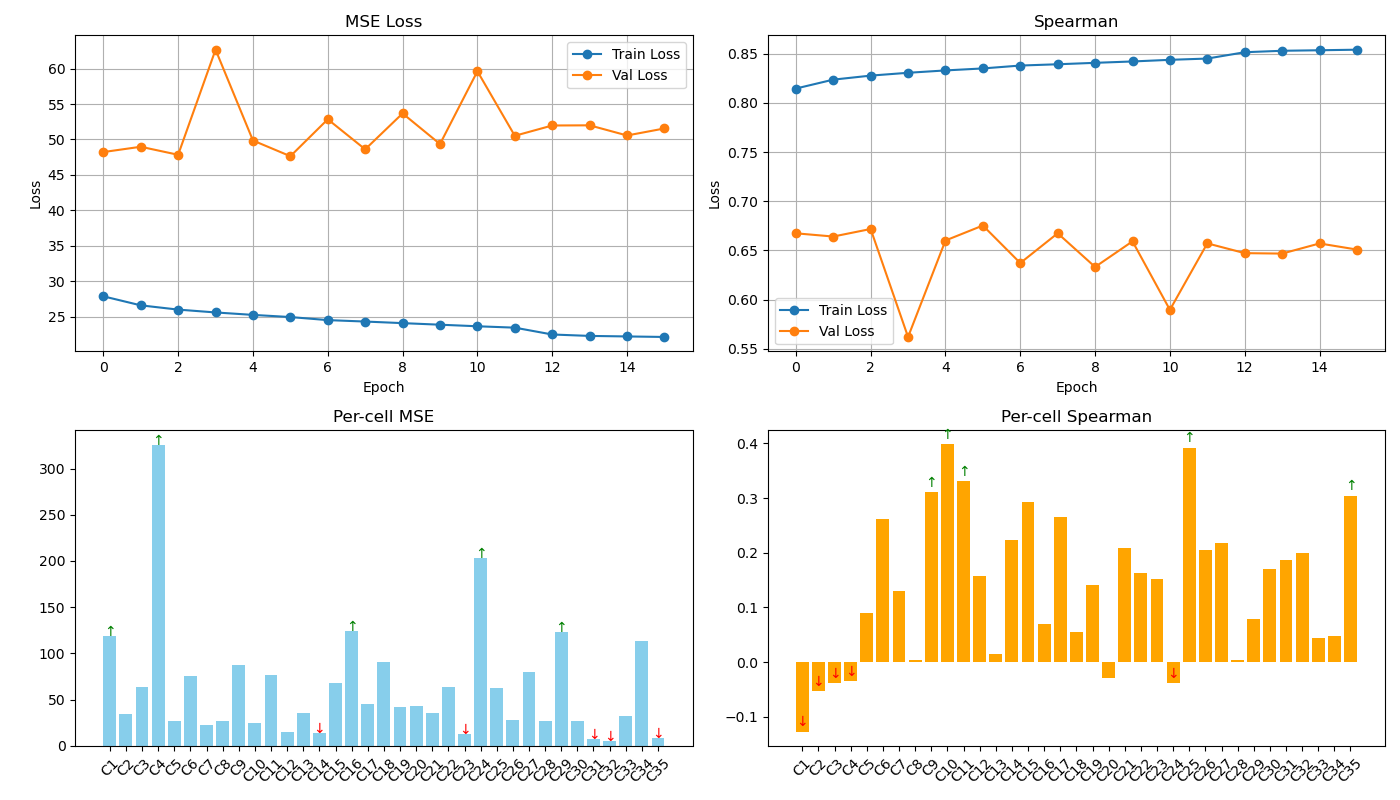 MSE Loss
60
55
50
45
40
35
30
25
Loss
Train Loss
Val Loss
0 2 4 6 8 10 12 14
Epoch
Spearman
0.85
0.80
0.75
0.70
0.65
0.60
0.55
Loss
Train Loss
Val Loss
0 2 4 6 8 10 12 14
Epoch
Per-cell MSE
300
250
200
150
100
50
0
↑ ↑ ↓ ↑ ↓ ↑ ↑ ↓ ↓ ↓
C1 C2 C3 C4 C5 C6 C7 C8 C9 C10 C11 C12 C13 C14 C15 C16 C17 C18 C19 C20 C21 C22 C23 C24 C25 C26 C27 C28 C29 C30 C31 C32 C33 C34 C35
Per-cell Spearman
0.4
0.3
0.2
0.1
0.0
−0.1
↓ ↓ ↓ ↓ ↑ ↑ ↑ ↓ ↑ ↑
C1 C2 C3 C4 C5 C6 C7 C8 C9 C10 C11 C12 C13 C14 C15 C16 C17 C18 C19 C20 C21 C22 C23 C24 C25 C26 C27 C28 C29 C30 C31 C32 C33 C34 C35